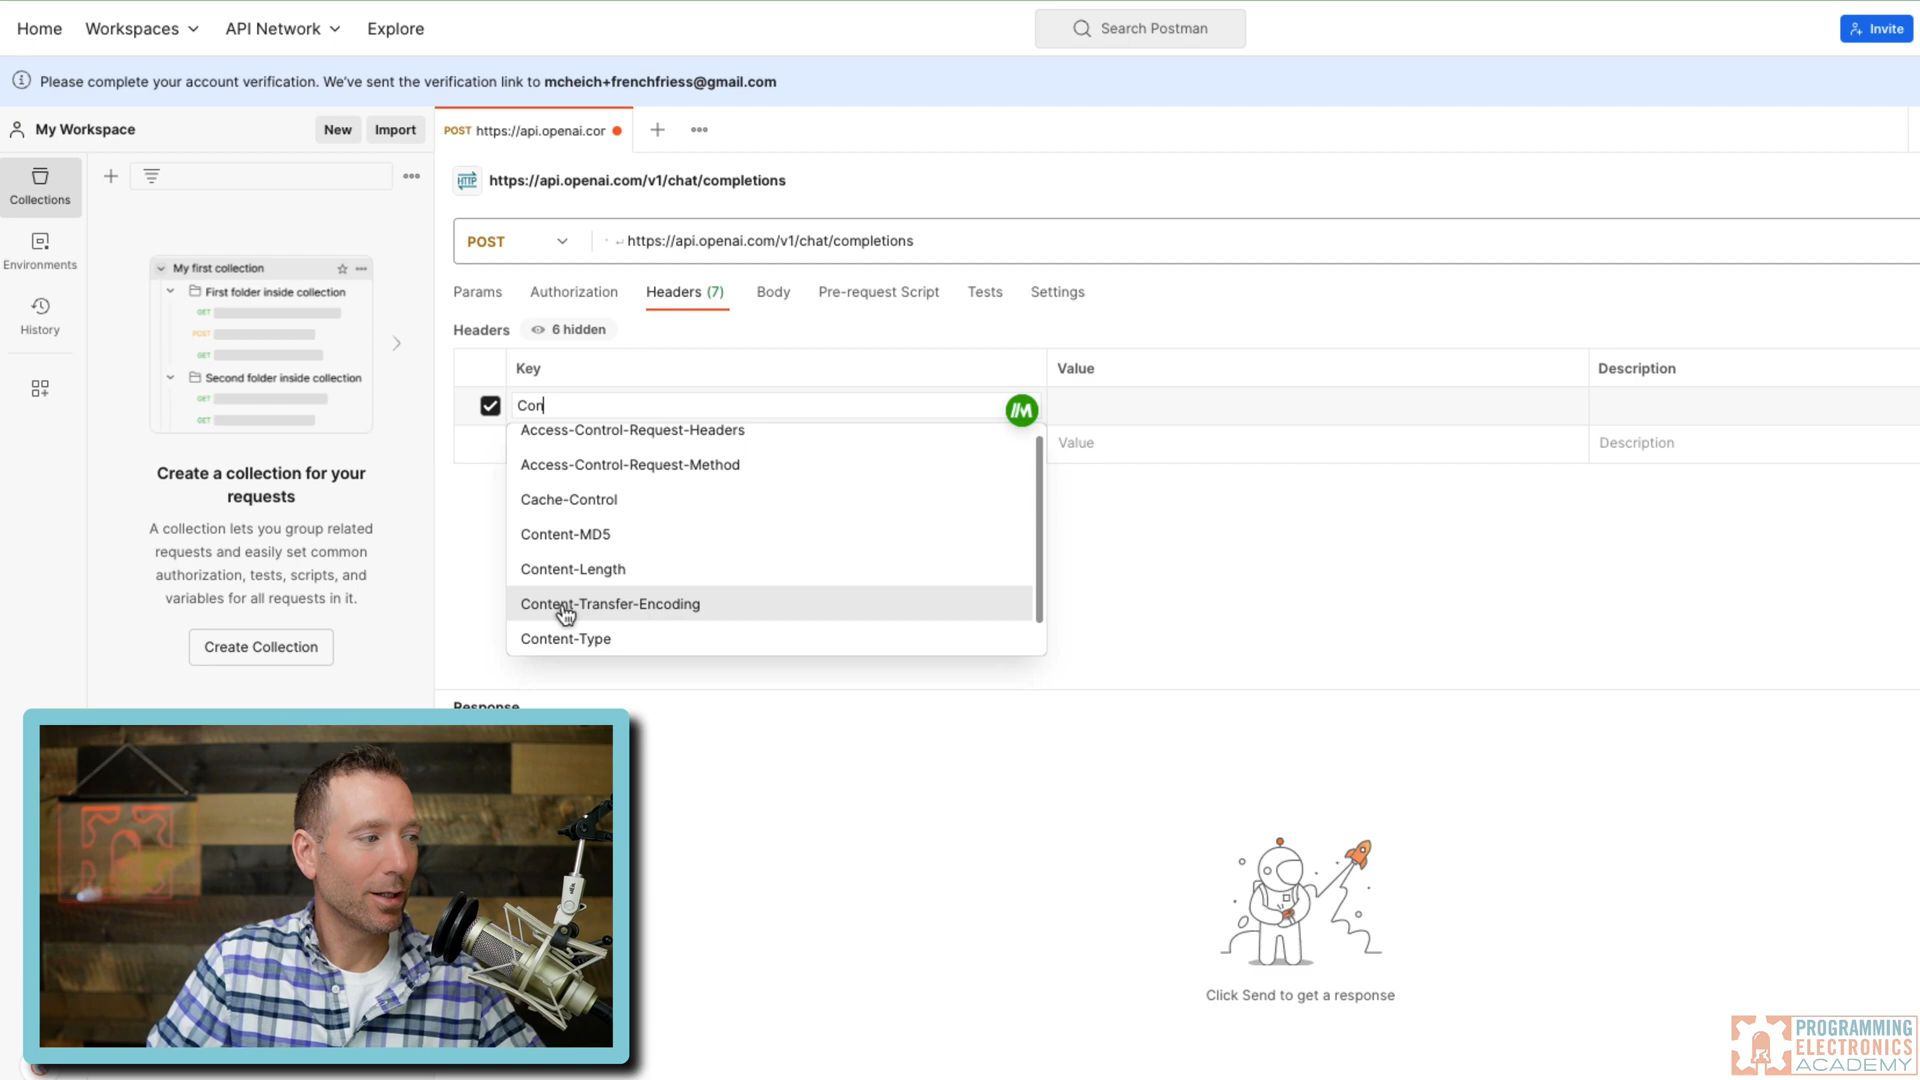 Home
Workspaces
API Network
Explore
Search Postman
Invite
Please complete your account verification. We've sent the verification link to mcheich+frenchfriess@gmail.com
My Workspace
New
Import
POST https://api.openai.cor
HTTP https://api.openai.com/v1/chat/completions
POST
https://api.openai.com/v1/chat/completions
Collections
Environments
History
My first collection
First folder inside collection
GET
POST
GET
Second folder inside collection
GET
GET
Create a collection for your
requests
A collection lets you group related
requests and easily set common
authorization, tests, scripts, and
variables for all requests in it.
Create Collection
Params
Authorization
Headers (7)
Body
Pre-request Script
Tests
Settings
Headers
6 hidden
Key
Value
Description
Con
Value
Description
Access-Control-Request-Headers
Access-Control-Request-Method
Cache-Control
Content-MD5
Content-Length
Content-Transfer-Encoding
Content-Type
Response
Click Send to get a response
PROGRAMMING
ELECTRONICS
ACADEMY